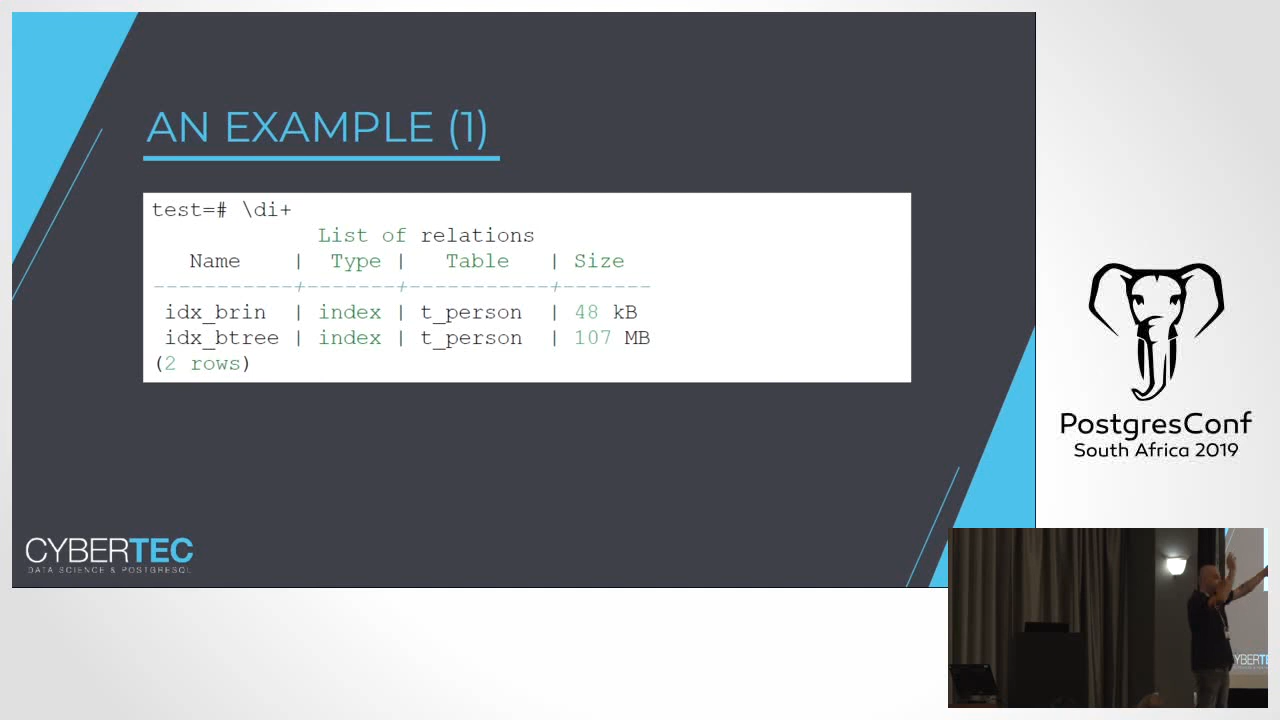 AN EXAMPLE (1)
test=# \di+
List of relations
Name | Type | Table | Size
-----------+-------+-----------+-------
idx_brin | index | t_person | 48 kB
idx_btree | index | t_person | 107 MB
(2 rows)
CYBERTEC
DATA SCIENCE & POSTGRESQL
PostgresConf
South Africa 2019
CYBERTEC